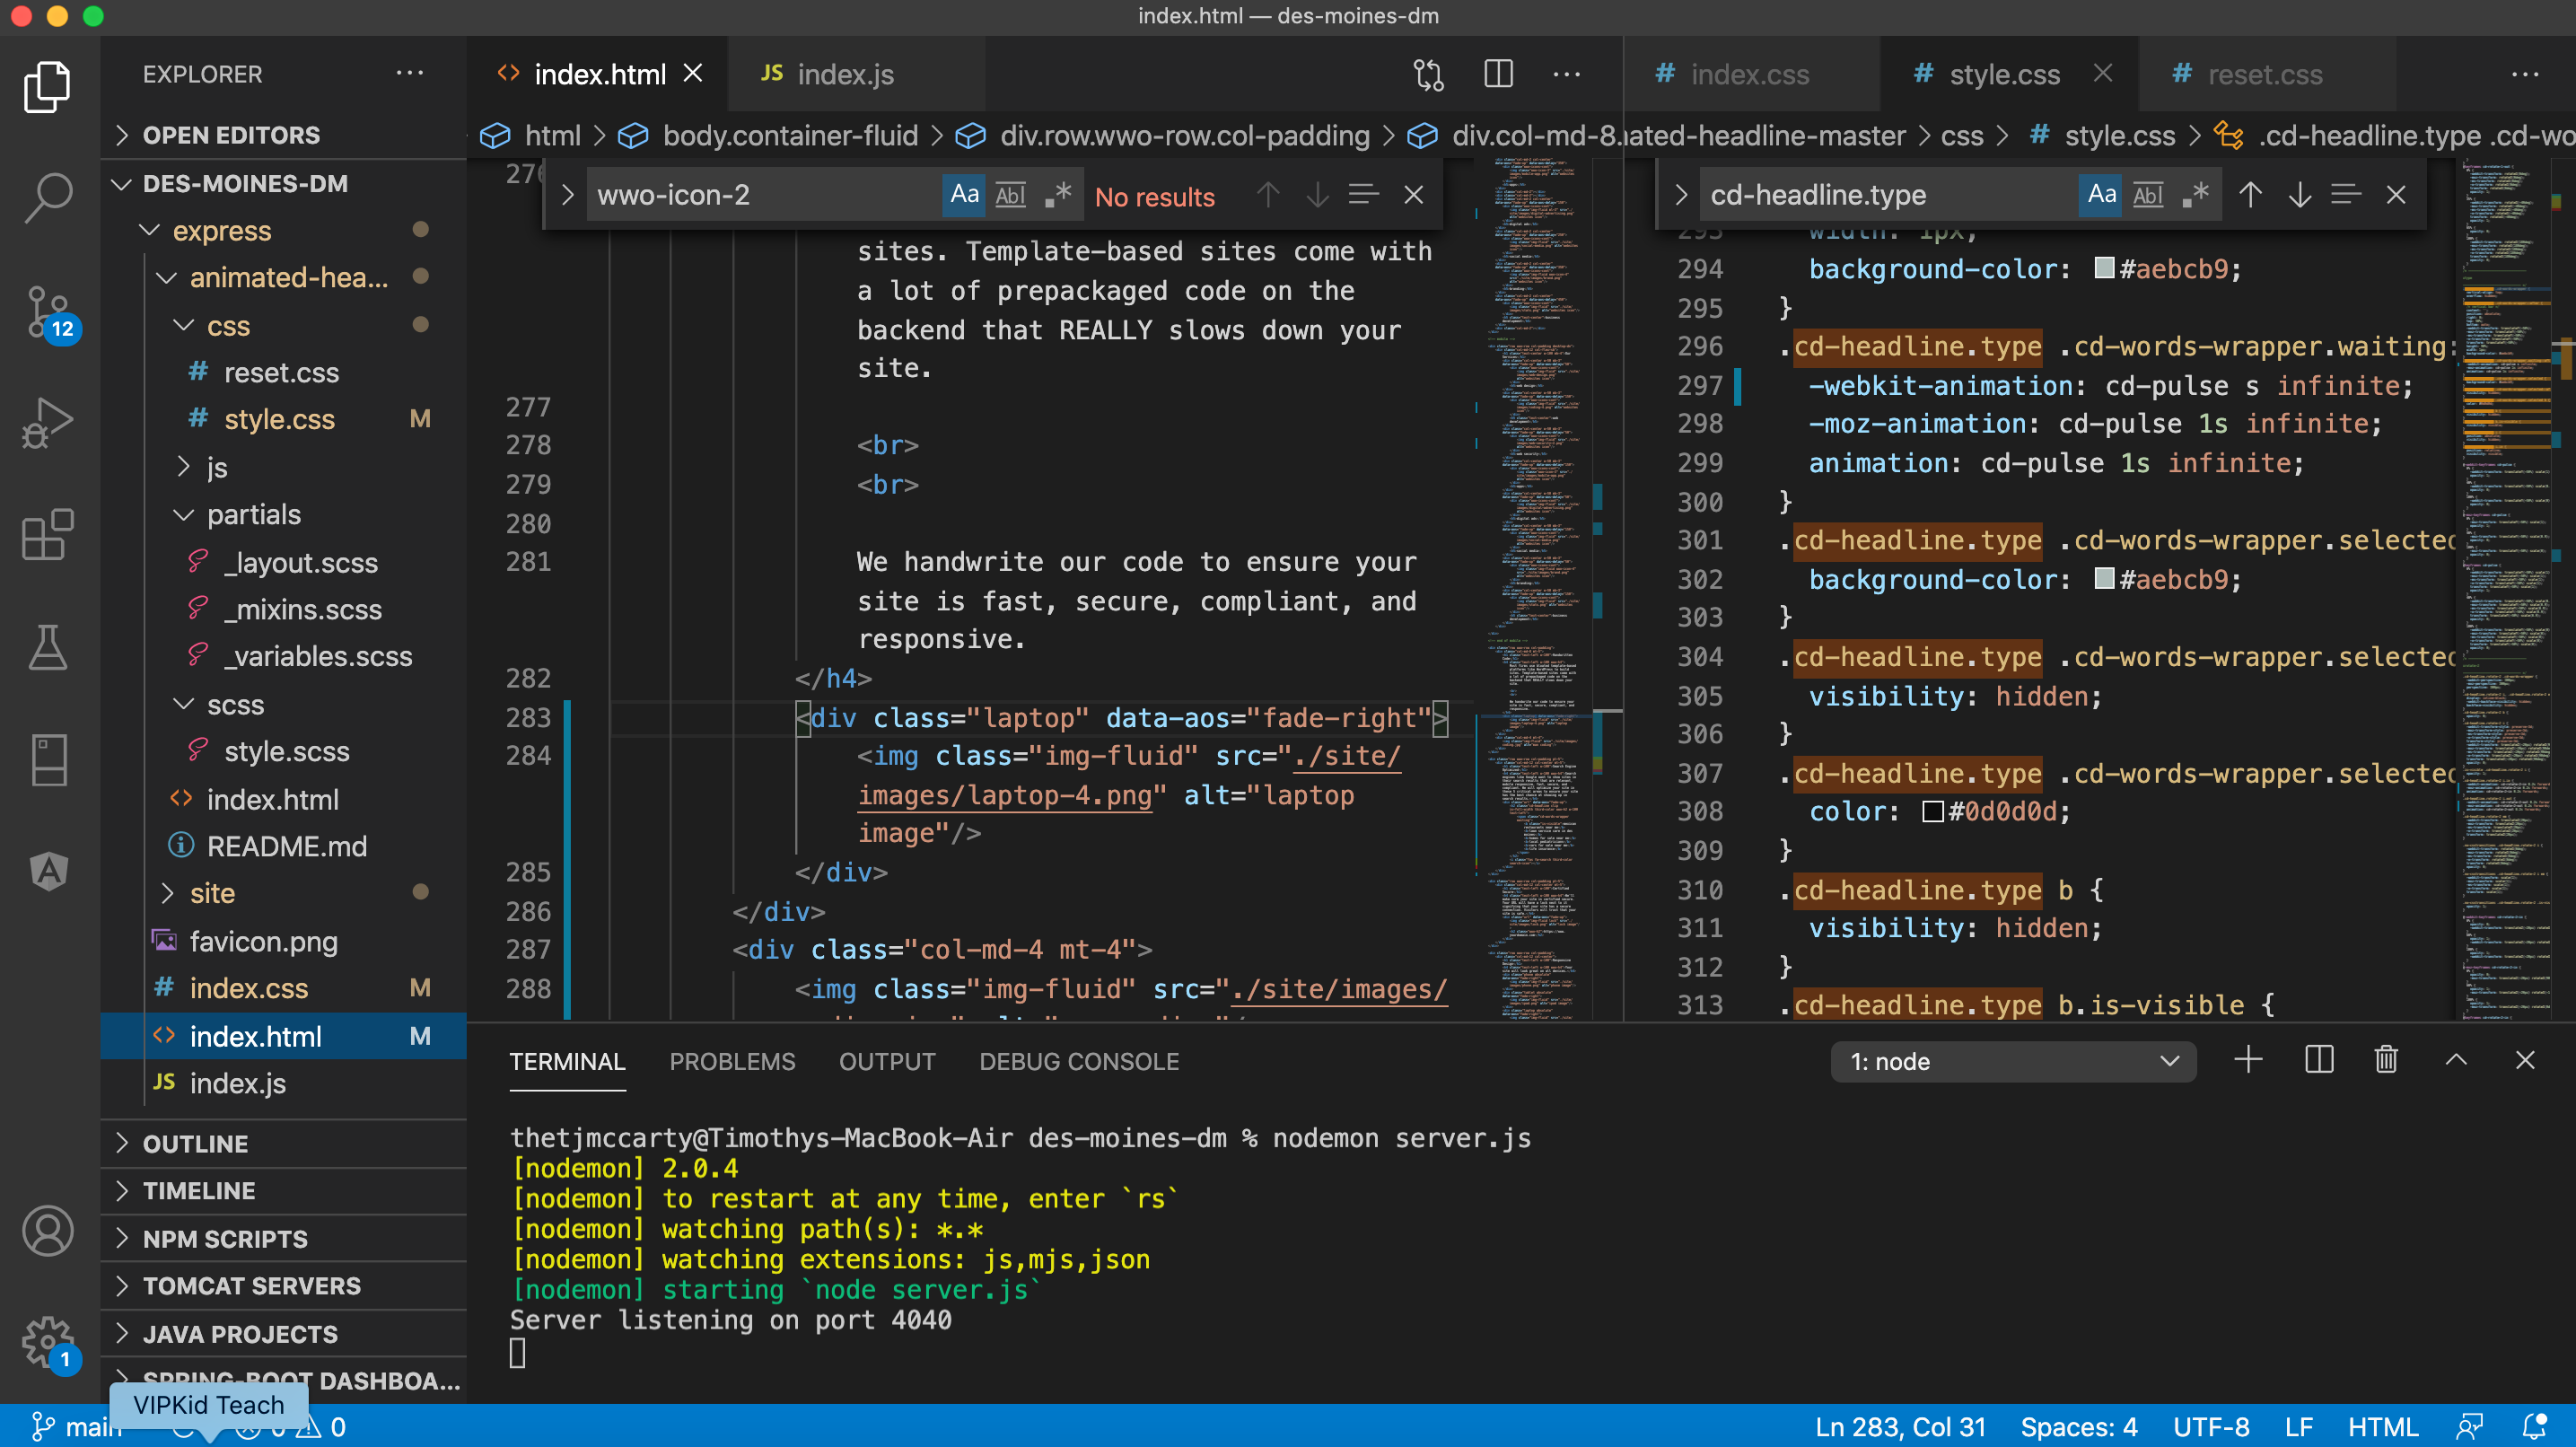 index.html — des-moines-dm
EXPLORER
OPEN EDITORS
DES-MOINES-DM
express
animated-hea...
css
reset.css
style.css M
js
partials
_layout.scss
_mixins.scss
_variables.scss
scss
style.scss
index.html
README.md
site
favicon.png
index.css M
index.html M
index.js
OUTLINE
TIMELINE
NPM SCRIPTS
TOMCAT SERVERS
JAVA PROJECTS
SPRING-BOOT DASHBOA...
12
1
VIPKid Teach
index.html
JS index.js
html > body.container-fluid > div.row.wwo-row.col-padding > div.col-md-8
wwo-icon-2 Aa Abl .* No results
276
sites. Template-based sites come with
a lot of prepackaged code on the
backend that REALLY slows down your
site.
277
278 <br>
279 <br>
280
281 We handwrite our code to ensure your
site is fast, secure, compliant, and
responsive.
282 </h4>
283 <div class="laptop" data-aos="fade-right">
284 <img class="img-fluid" src="./site/
images/laptop-4.png" alt="laptop
image"/>
285 </div>
286 </div>
287 <div class="col-md-4 mt-4">
288 <img class="img-fluid" src="./site/images/
# index.css
# style.css
# reset.css
ated-headline-master > css > # style.css > .cd-headline.type .cd-wo
cd-headline.type Aa Abl .*
293 width: 1px;
294 background-color: #aebcb9;
295 }
296 .cd-headline.type .cd-words-wrapper.waiting:
297 -webkit-animation: cd-pulse s infinite;
298 -moz-animation: cd-pulse 1s infinite;
299 animation: cd-pulse 1s infinite;
300 }
301 .cd-headline.type .cd-words-wrapper.selected
302 background-color: #aebcb9;
303 }
304 .cd-headline.type .cd-words-wrapper.selected
305 visibility: hidden;
306 }
307 .cd-headline.type .cd-words-wrapper.selected
308 color: #0d0d0d;
309 }
310 .cd-headline.type b {
311 visibility: hidden;
312 }
313 .cd-headline.type b.is-visible {
TERMINAL PROBLEMS OUTPUT DEBUG CONSOLE
1: node
thetjmccarty@Timothys-MacBook-Air des-moines-dm % nodemon server.js
[nodemon] 2.0.4
[nodemon] to restart at any time, enter `rs`
[nodemon] watching path(s): *.*
[nodemon] watching extensions: js,mjs,json
[nodemon] starting `node server.js`
Server listening on port 4040
main 0 0
Ln 283, Col 31 Spaces: 4 UTF-8 LF HTML